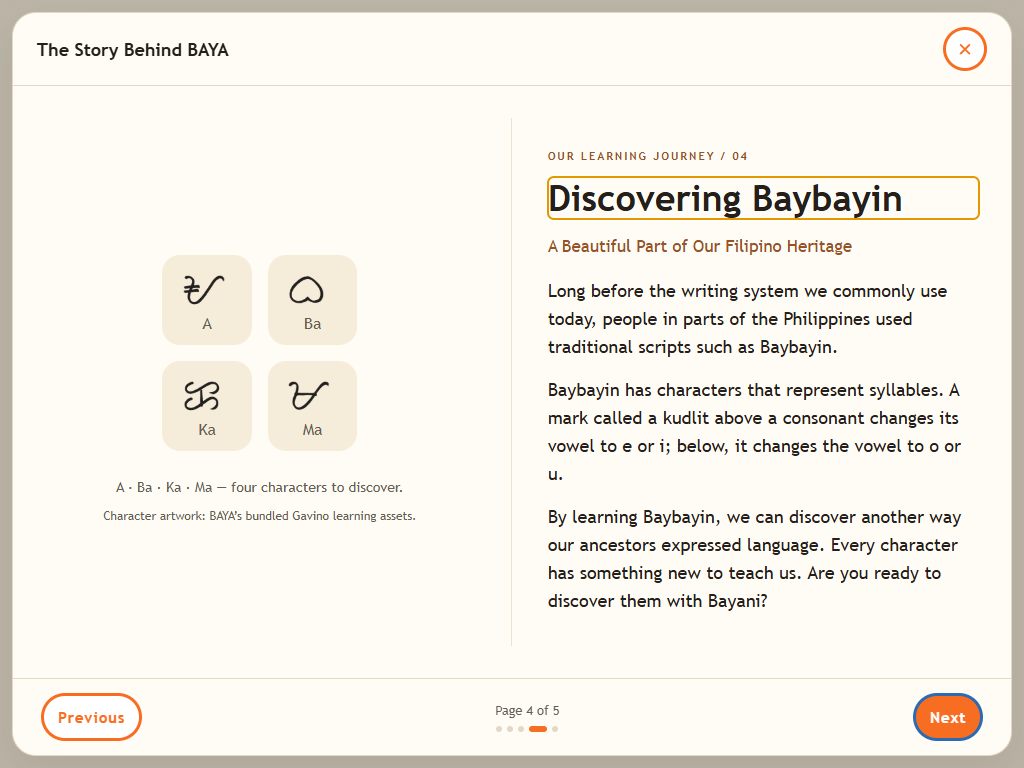 The Story Behind BAYA
×
ᜀ
A
ᜊ
Ba
ᜃ
Ka
ᜋ
Ma
A · Ba · Ka · Ma — four characters to discover.
Character artwork: BAYA's bundled Gavino learning assets.
OUR LEARNING JOURNEY / 04
Discovering Baybayin
A Beautiful Part of Our Filipino Heritage
Long before the writing system we commonly use
today, people in parts of the Philippines used
traditional scripts such as Baybayin.
Baybayin has characters that represent syllables. A
mark called a kudlit above a consonant changes its
vowel to e or i; below, it changes the vowel to o or
u.
By learning Baybayin, we can discover another way
our ancestors expressed language. Every character
has something new to teach us. Are you ready to
discover them with Bayani?
Previous
Page 4 of 5
Next